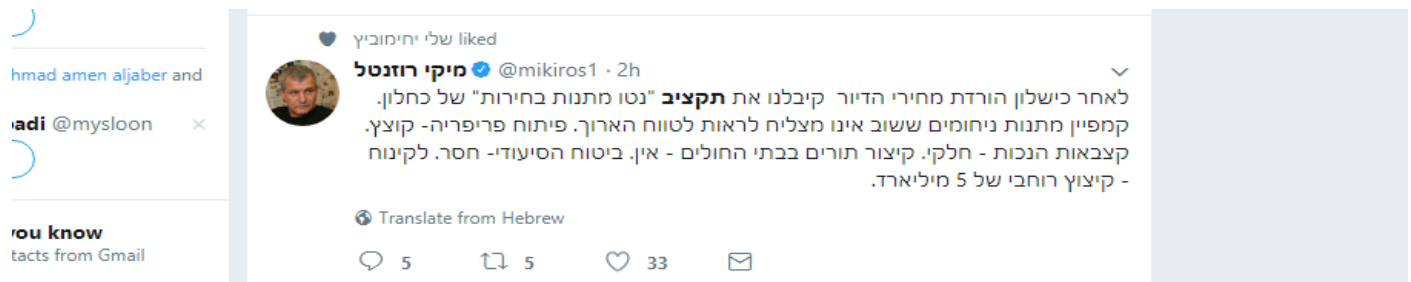 שלי יחימוביץ liked
hmad amen aljaber and
מיקי רוזנטל @mikiros1 · 2h
לאחר כישלון הורדת מחירי הדיור קיבלנו את תקציב "נטו מתנות בחירות" של כחלון.
קמפיין מתנות ניחומים ששוב אינו מצליח לראות לטווח הארוך. פיתוח פריפריה- קוצץ.
adi @mysloon ×
קצבאות הנכות - חלקי. קיצור תורים בבתי החולים - אין. ביטוח הסיעודי- חסר. לקינוח
- קיצוץ רוחבי של 5 מיליארד.
Translate from Hebrew
you know
tacts from Gmail
5 5 33